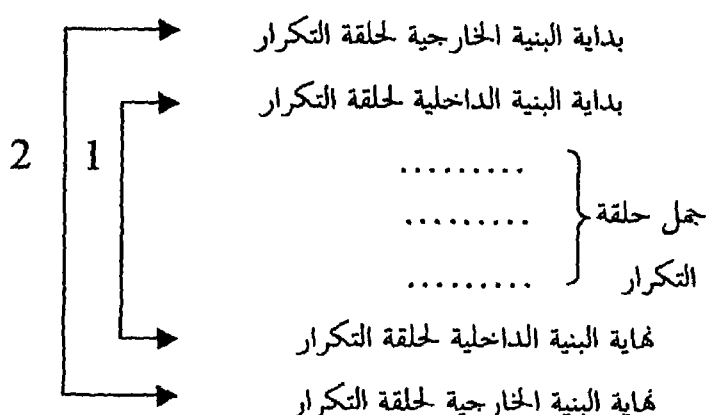 بداية البنية الخارجية لحلقة التكرار
بداية البنية الداخلية لحلقة التكرار
2 1
.........
جمل حلقة
.........
التكرار
.........
نهاية البنية الداخلية لحلقة التكرار
نهاية البنية الخارجية لحلقة التكرار